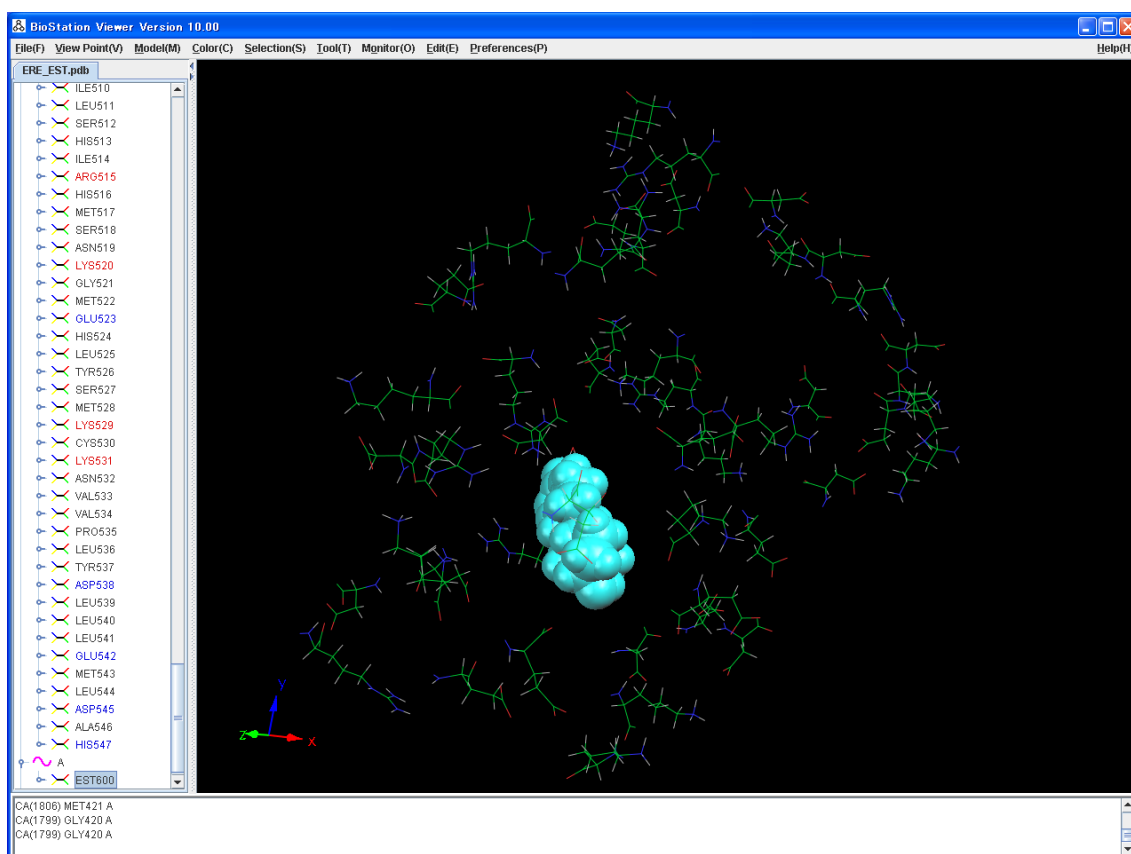 BioStation Viewer Version 10.00
File(F) View Point(V) Model(M) Color(C) Selection(S) Tool(T) Monitor(O) Edit(E) Preferences(P) Help(H)
ERE_EST.pdb
ILE510
LEU511
SER512
HIS513
ILE514
ARG515
HIS516
MET517
SER518
ASN519
LYS520
GLY521
MET522
GLU523
HIS524
LEU525
TYR526
SER527
MET528
LYS529
CYS530
LYS531
ASN532
VAL533
VAL534
PRO535
LEU536
TYR537
ASP538
LEU539
LEU540
LEU541
GLU542
MET543
LEU544
ASP545
ALA546
HIS547
A
EST600
Y
Z
X
CA(1806) MET421 A
CA(1799) GLY420 A
CA(1799) GLY420 A